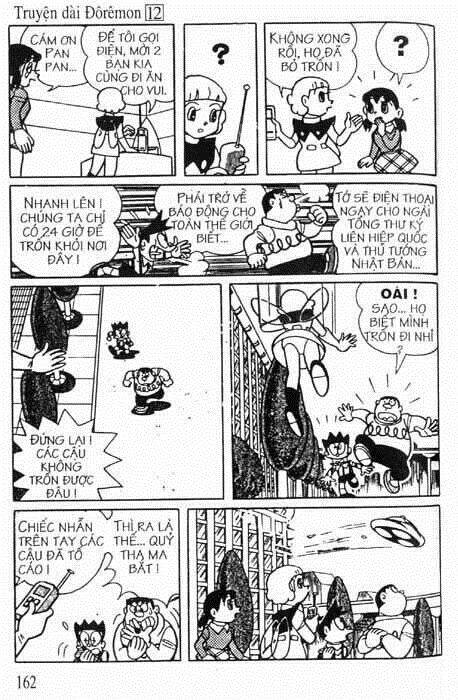 Truyện dài Đôrêmon 12
CÁM ƠN
PAN
PAN...
ĐỂ TÔI GỌI
ĐIỆN, MỜI 2
BẠN KIA
CÙNG ĐI ĂN
CHO VUI.
?
KHÔNG XONG
RỒI, HỌ ĐÃ
BỎ TRỐN !
?
NHANH LÊN !
CHÚNG TA CHỈ
CÓ 24 GIỜ ĐỂ
TRỐN KHỎI NƠI
ĐÂY !
PHẢI TRỞ VỀ
BÁO ĐỘNG CHO
TOÀN THẾ GIỚI
BIẾT...
TỚ SẼ ĐIỆN THOẠI
NGAY CHO NGÀI
TỔNG THƯ KÝ
LIÊN HIỆP QUỐC
VÀ THỦ TƯỚNG
NHẬT BẢN...
ĐỨNG LẠI !
CÁC CẬU
KHÔNG
TRỐN ĐƯỢC
ĐÂU !
OÁI !
SAO... HỌ
BIẾT MÌNH
TRỐN ĐI NHỈ
?
CHIẾC NHẪN
TRÊN TAY CÁC
CẬU ĐÃ TỐ
CÁO !
THÌ RA LÀ
THẾ... QUỶ
THA MA
BẮT !
162